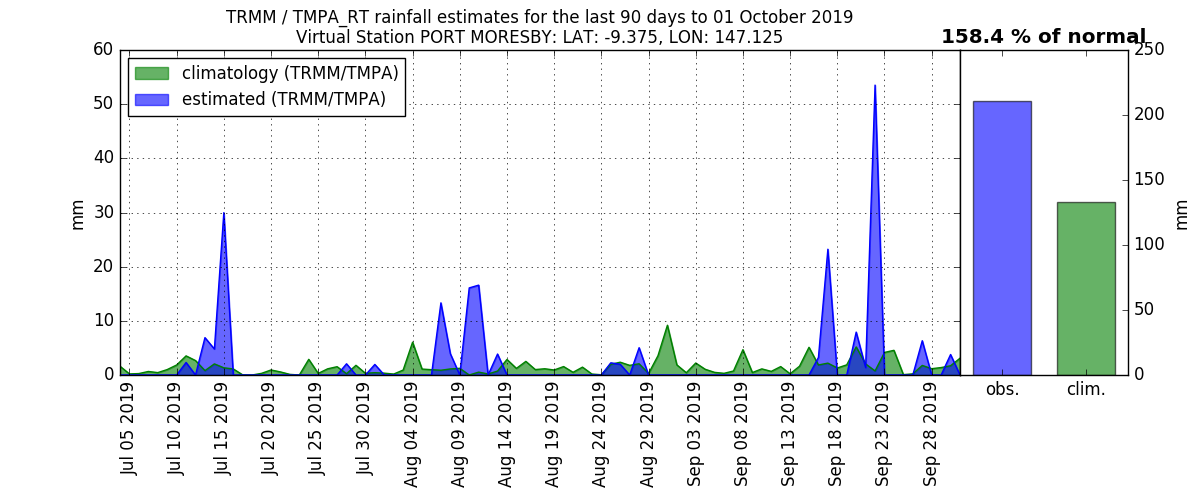 TRMM / TMPA_RT rainfall estimates for the last 90 days to 01 October 2019
Virtual Station PORT MORESBY: LAT: -9.375, LON: 147.125
158.4 % of normal
climatology (TRMM/TMPA)
estimated (TRMM/TMPA)
mm
60
50
40
30
20
10
0
Jul 05 2019
Jul 10 2019
Jul 15 2019
Jul 20 2019
Jul 25 2019
Jul 30 2019
Aug 04 2019
Aug 09 2019
Aug 14 2019
Aug 19 2019
Aug 24 2019
Aug 29 2019
Sep 03 2019
Sep 08 2019
Sep 13 2019
Sep 18 2019
Sep 23 2019
Sep 28 2019
obs.
clim.
250
200
150
100
50
0
mm